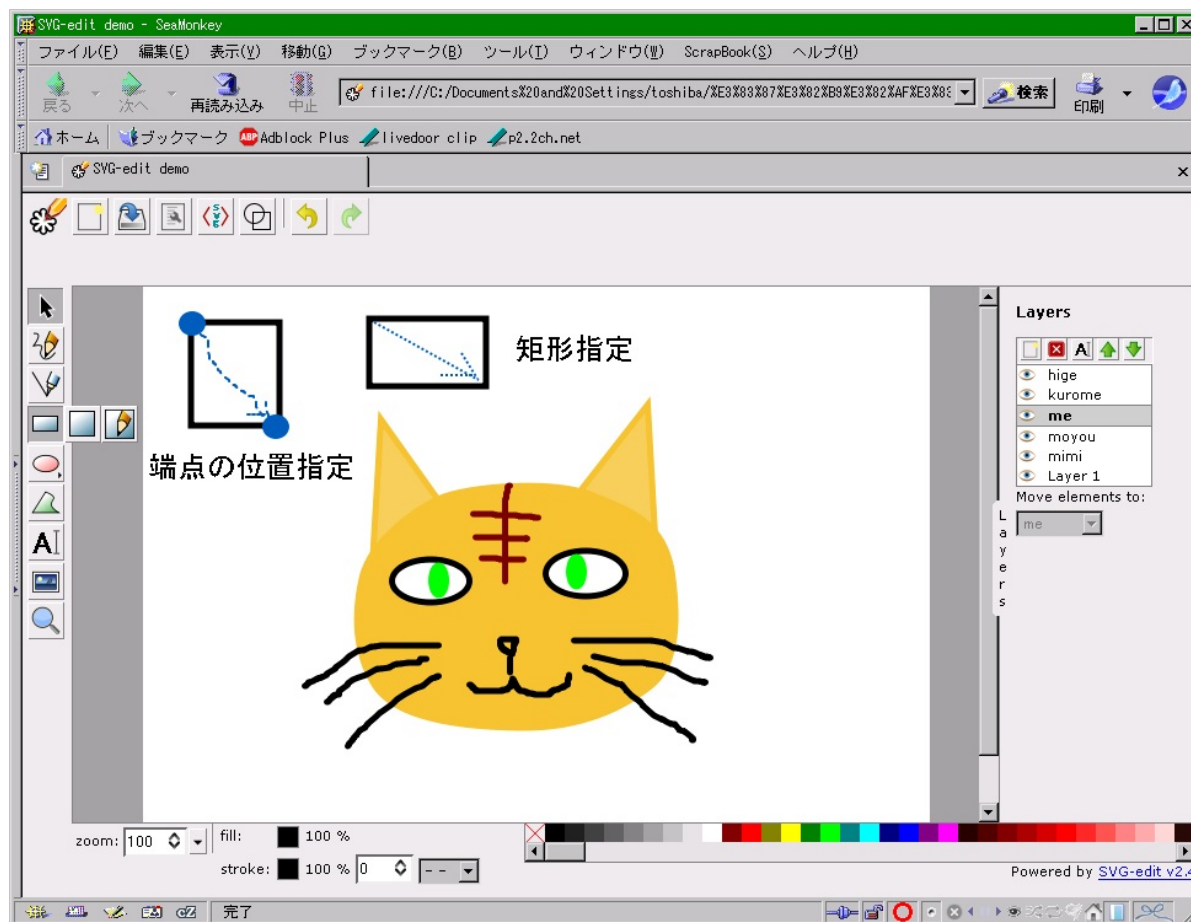 SVG-edit demo - SeaMonkey
ファイル(F) 編集(E) 表示(V) 移動(G) ブックマーク(B) ツール(T) ウィンドウ(W) ScrapBook(S) ヘルプ(H)
戻る 次へ 再読み込み 中止 file:///C:/Documents%20and%20Settings/toshiba/%E3%83%87%E3%82%B9%E3%82%AF%E3%83 検索 印刷
ホーム ブックマーク ABP Adblock Plus livedoor clip p2.2ch.net
SVG-edit demo
矩形指定
端点の位置指定
Layers
hige
kurome
me
moyou
mimi
Layer 1
Move elements to:
me
Layers
zoom: 100 fill: 100 %
stroke: 100 % 0 - -
Powered by SVG-edit v2.4
完了